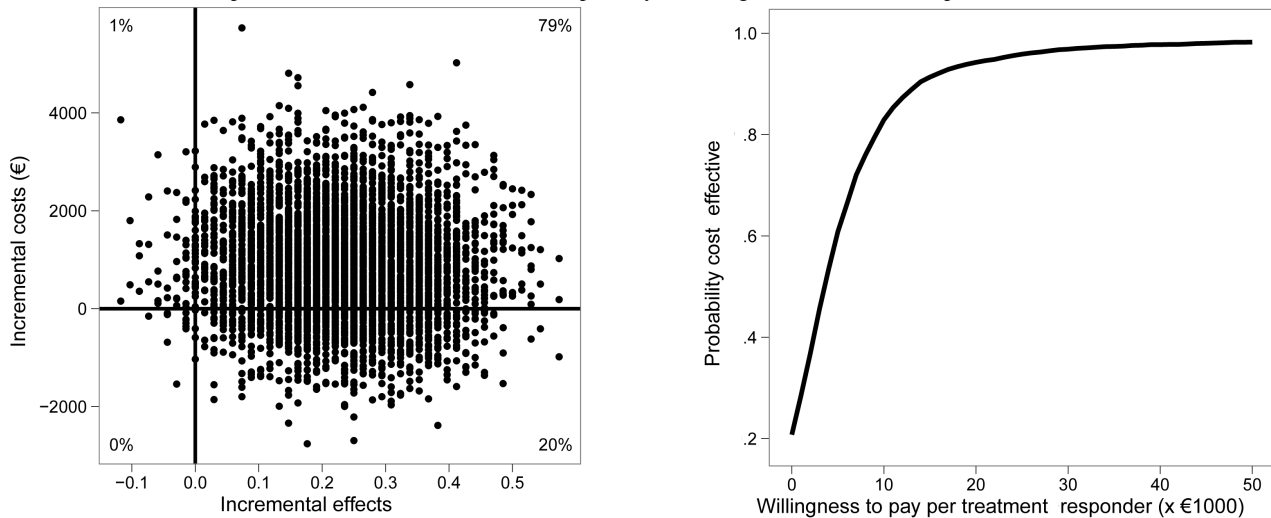 1%
79%
4000
2000
0
−2000
0%
20%
−0.1 0.0 0.1 0.2 0.3 0.4 0.5
Incremental effects
Incremental costs (€)
1.0
.8
.6
.4
.2
0 10 20 30 40 50
Willingness to pay per treatment responder (x €1000)
Probability cost effective